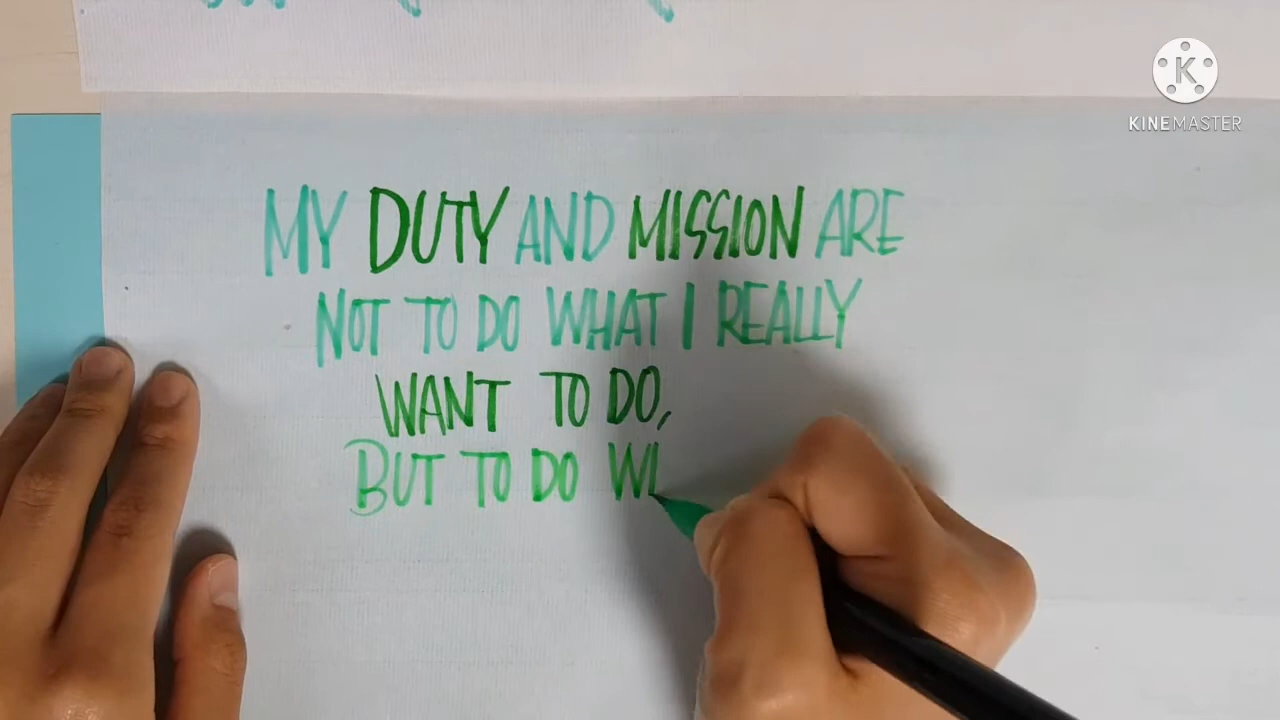 KINEMASTER
MY DUTY AND MISSION ARE
NOT TO DO WHAT I REALLY
WANT TO DO,
BUT TO DO